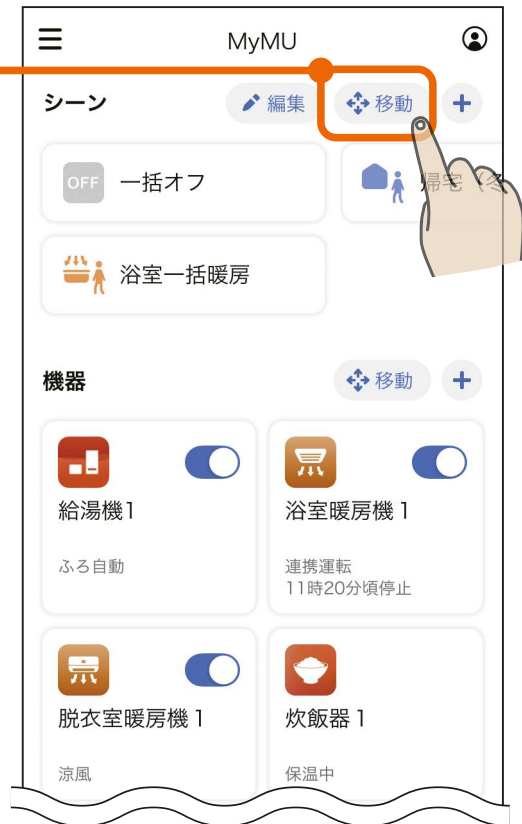 MyMU
シーン
編集
移動
OFF
一括オフ
帰宅（冬
浴室一括暖房
機器
移動
給湯機1
浴室暖房機 1
ふろ自動
連携運転
11時20分頃停止
脱衣室暖房機 1
炊飯器 1
涼風
保温中